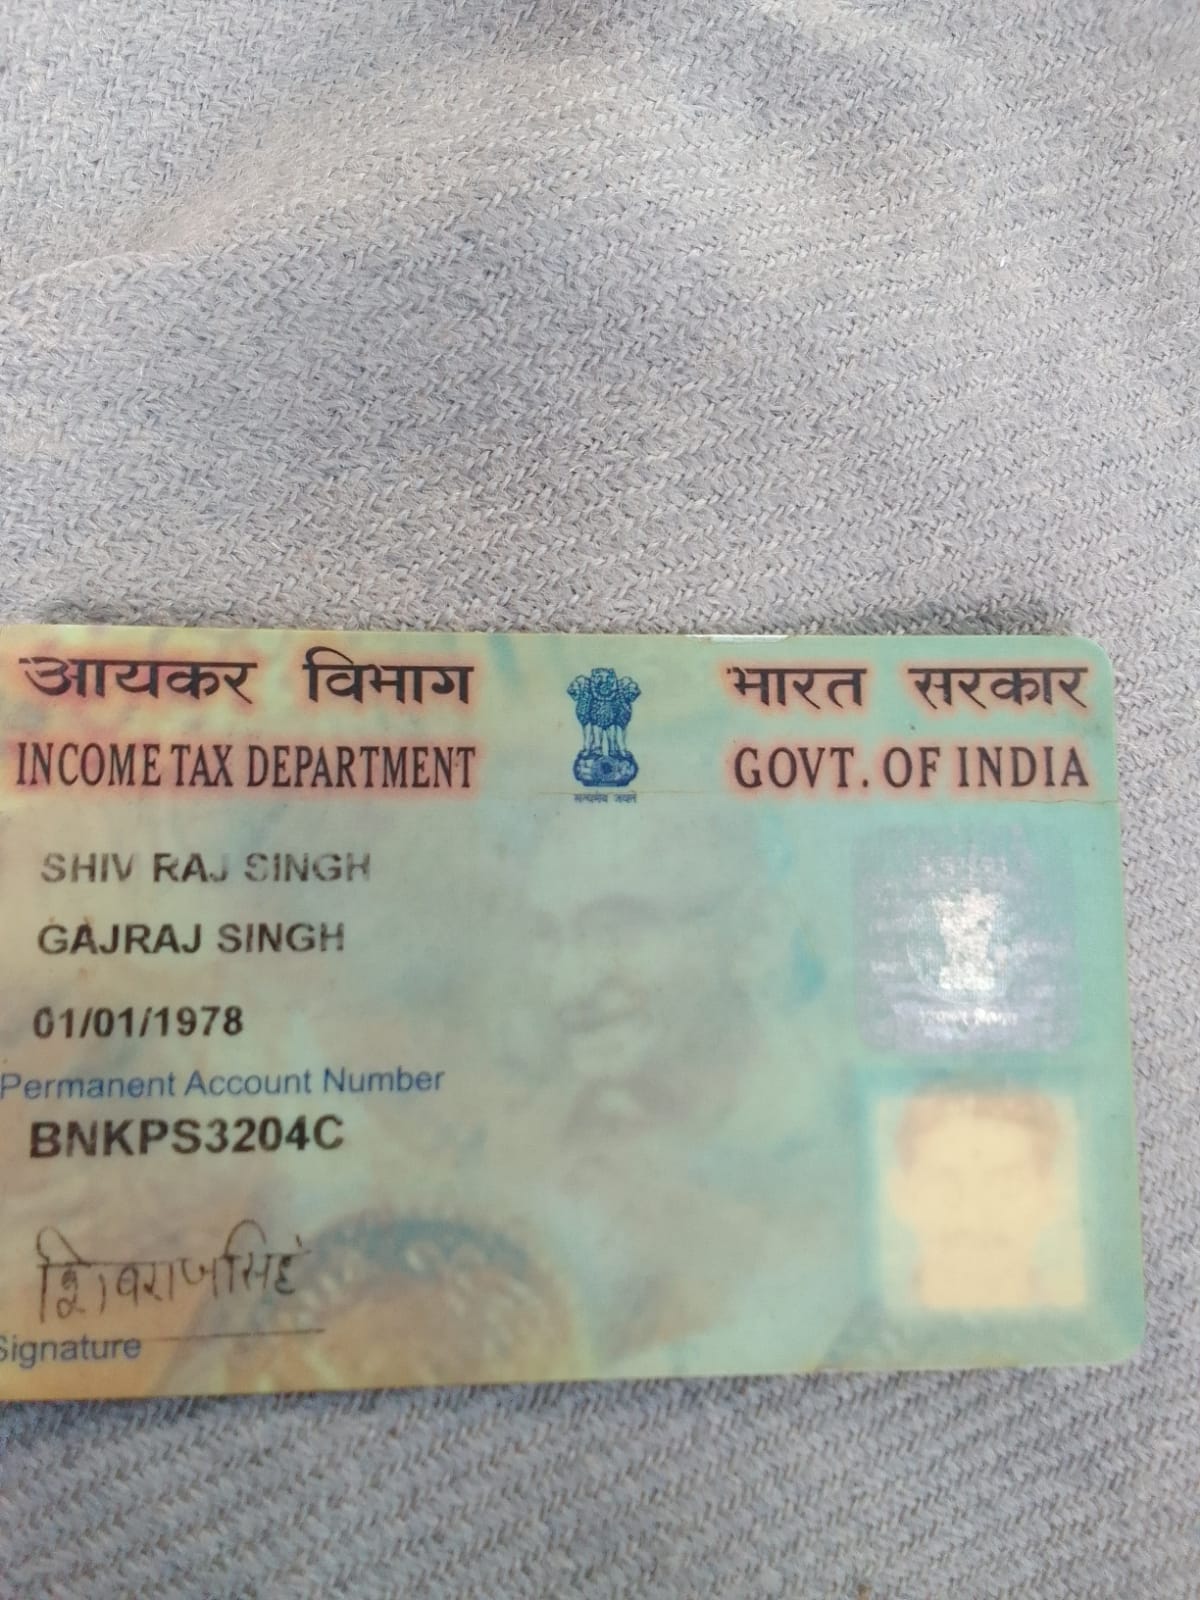 आयकर विभाग
INCOME TAX DEPARTMENT
सत्यमेव जयते
भारत सरकार
GOVT. OF INDIA
SHIV RAJ SINGH
GAJRAJ SINGH
01/01/1978
Permanent Account Number
BNKPS3204C
शिवराज सिंह
Signature